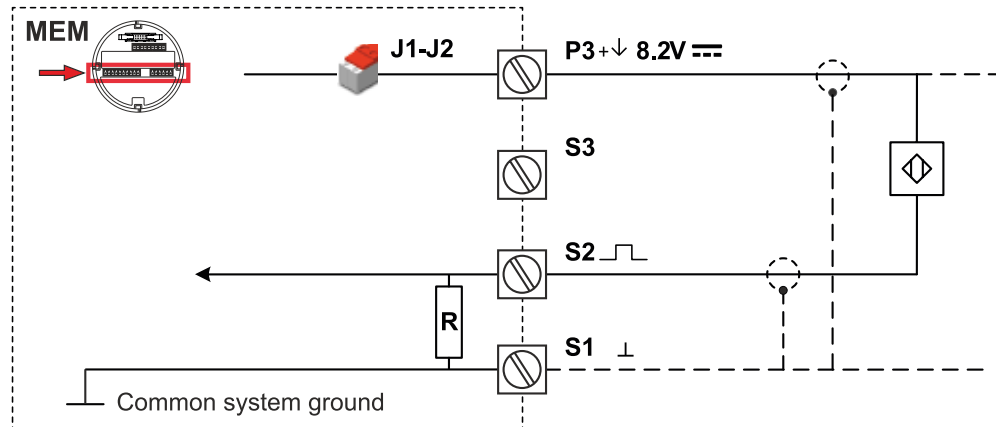 MEM
J1-J2
P3 +↓ 8.2V ⎓
S3
S2
R
S1 ⊥
Common system ground